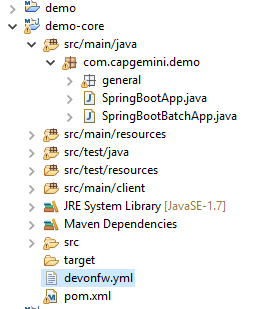 demo
demo-core
src/main/java
com.capgemini.demo
general
SpringBootApp.java
SpringBootBatchApp.java
src/main/resources
src/test/java
src/test/resources
src/main/client
JRE System Library [JavaSE-1.7]
Maven Dependencies
src
target
devonfw.yml
pom.xml